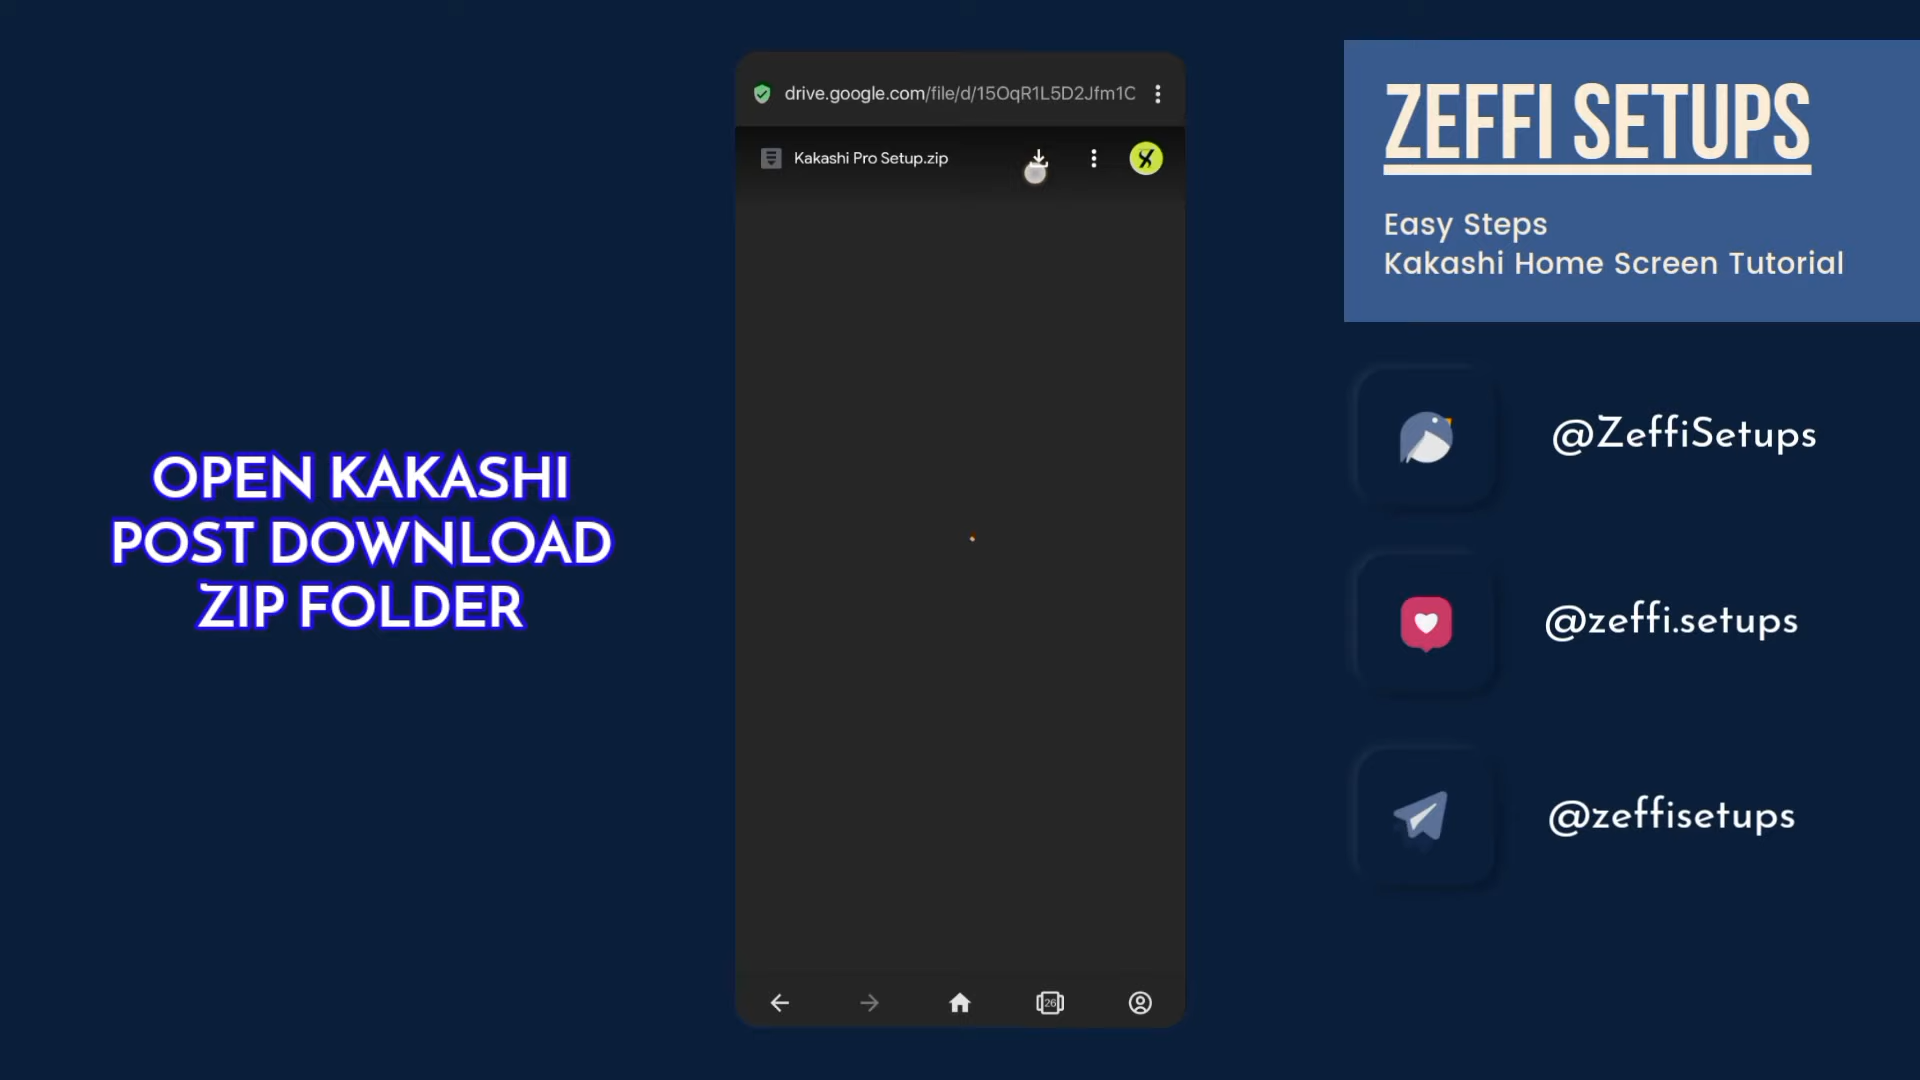 drive.google.com/file/d/15OqR1L5D2Jfm1C
Kakashi Pro Setup.zip
OPEN KAKASHI
POST DOWNLOAD
ZIP FOLDER
26
ZEFFI SETUPS
Easy Steps
Kakashi Home Screen Tutorial
@ZeffiSetups
@zeffi.setups
@zeffisetups